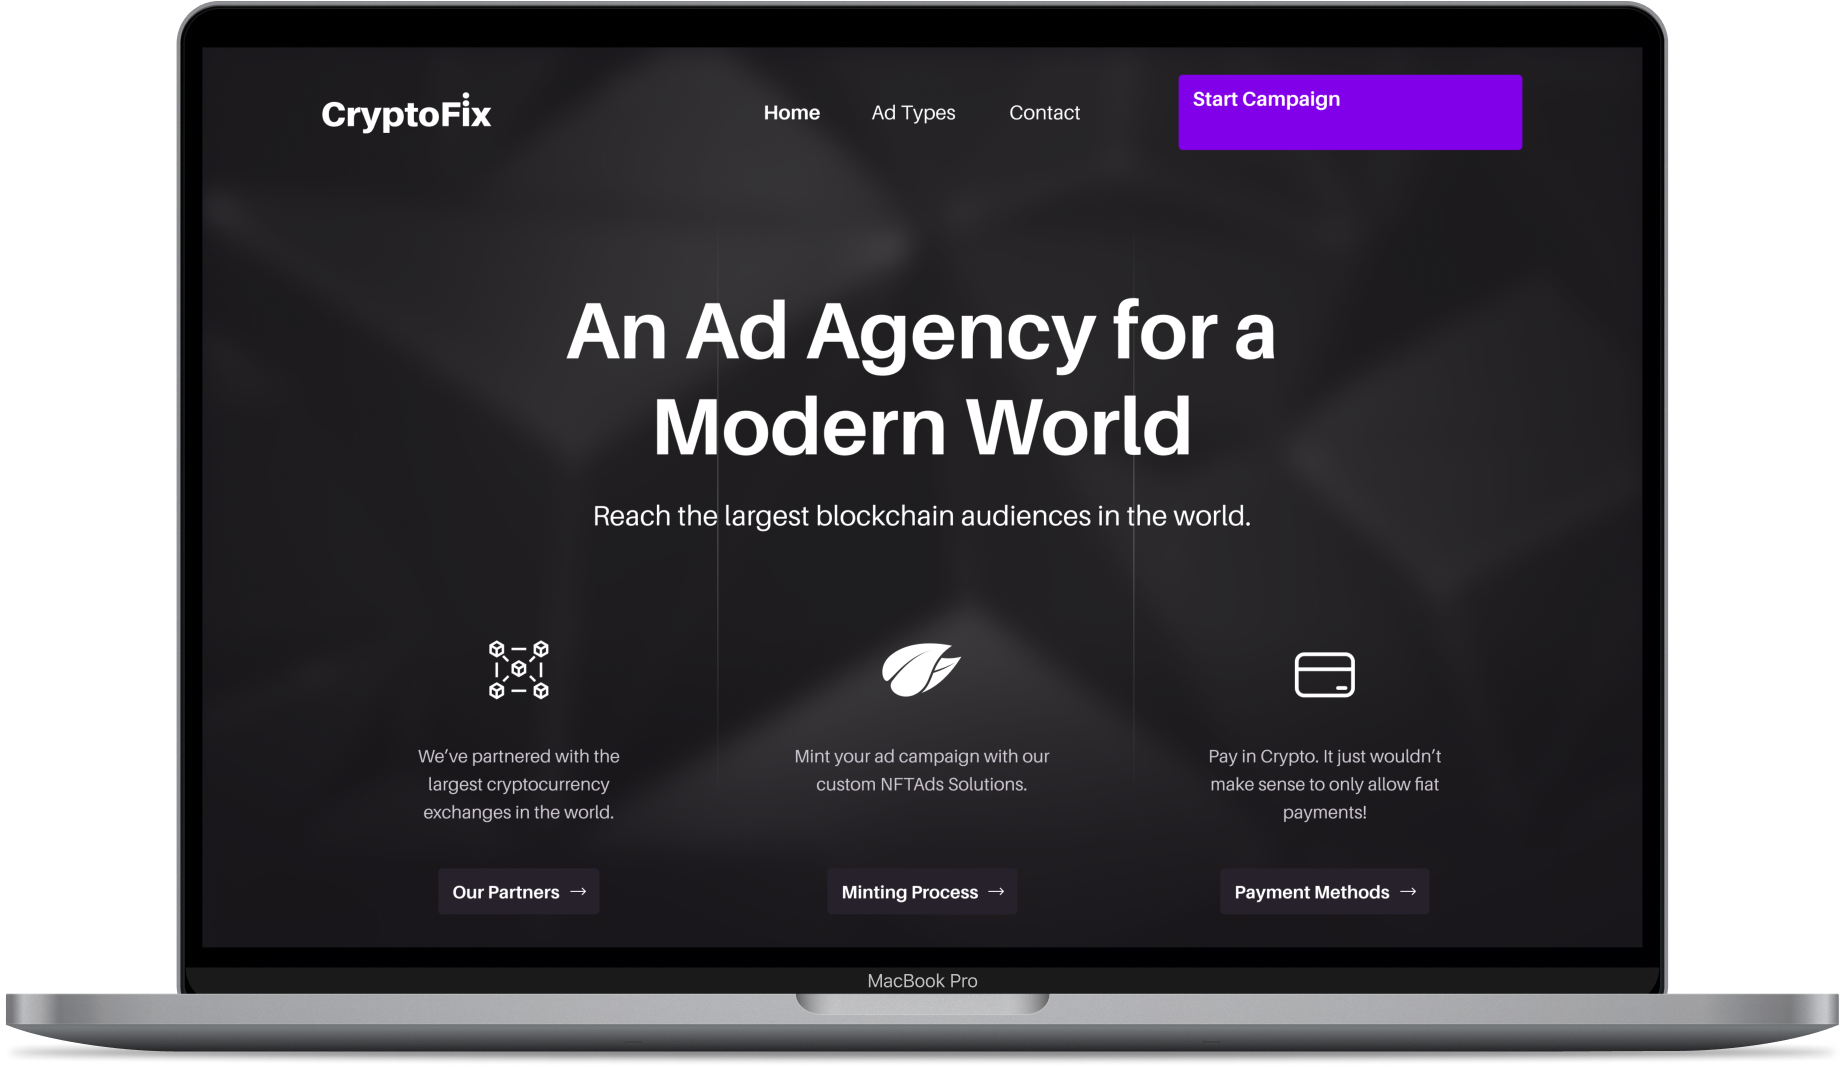 CryptoFix
Home
Ad Types
Contact
Start Campaign
An Ad Agency for a
Modern World
Reach the largest blockchain audiences in the world.
We’ve partnered with the
largest cryptocurrency
exchanges in the world.
Our Partners →
Mint your ad campaign with our
custom NFTAds Solutions.
Minting Process →
Pay in Crypto. It just wouldn’t
make sense to only allow fiat
payments!
Payment Methods →
MacBook Pro